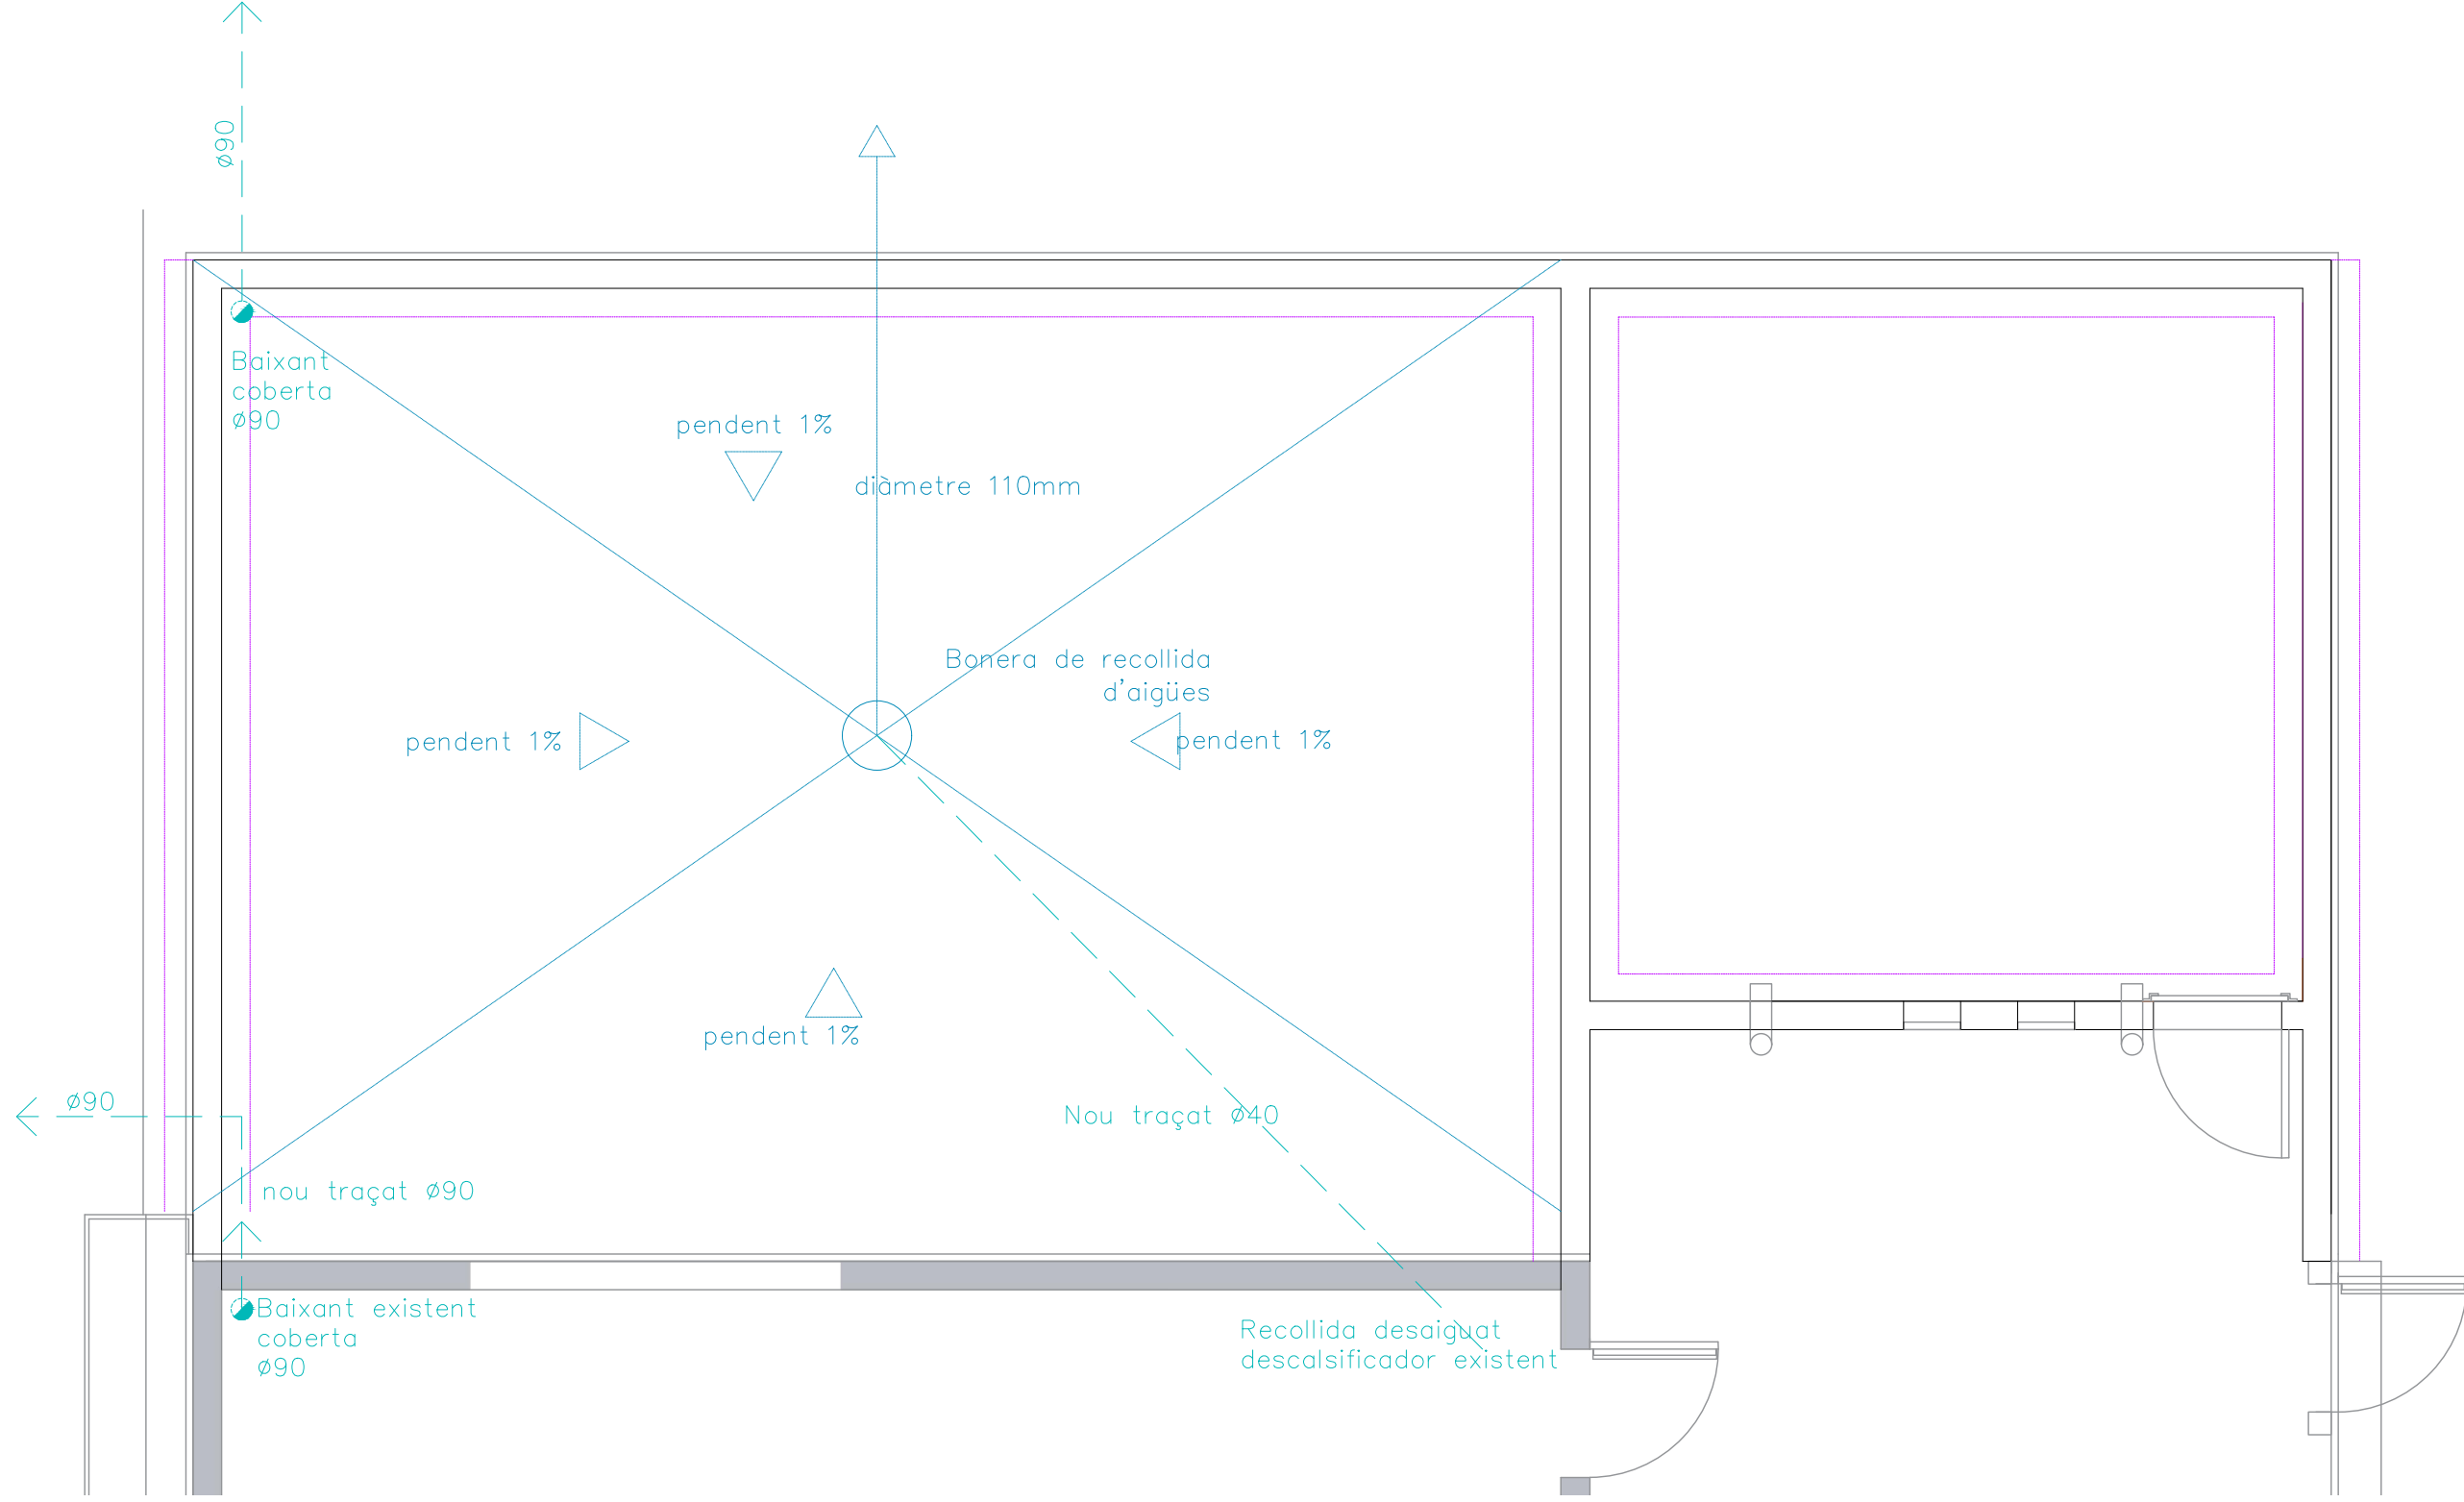 ø90
Baixant
coberta
ø90
pendent 1%
diàmetre 110mm
Bonera de recollida
d'aigües
pendent 1%
pendent 1%
pendent 1%
ø90
Nou traçat ø40
nou traçat ø90
Baixant existent
coberta
ø90
Recollida desaiguat
descalsificador existent